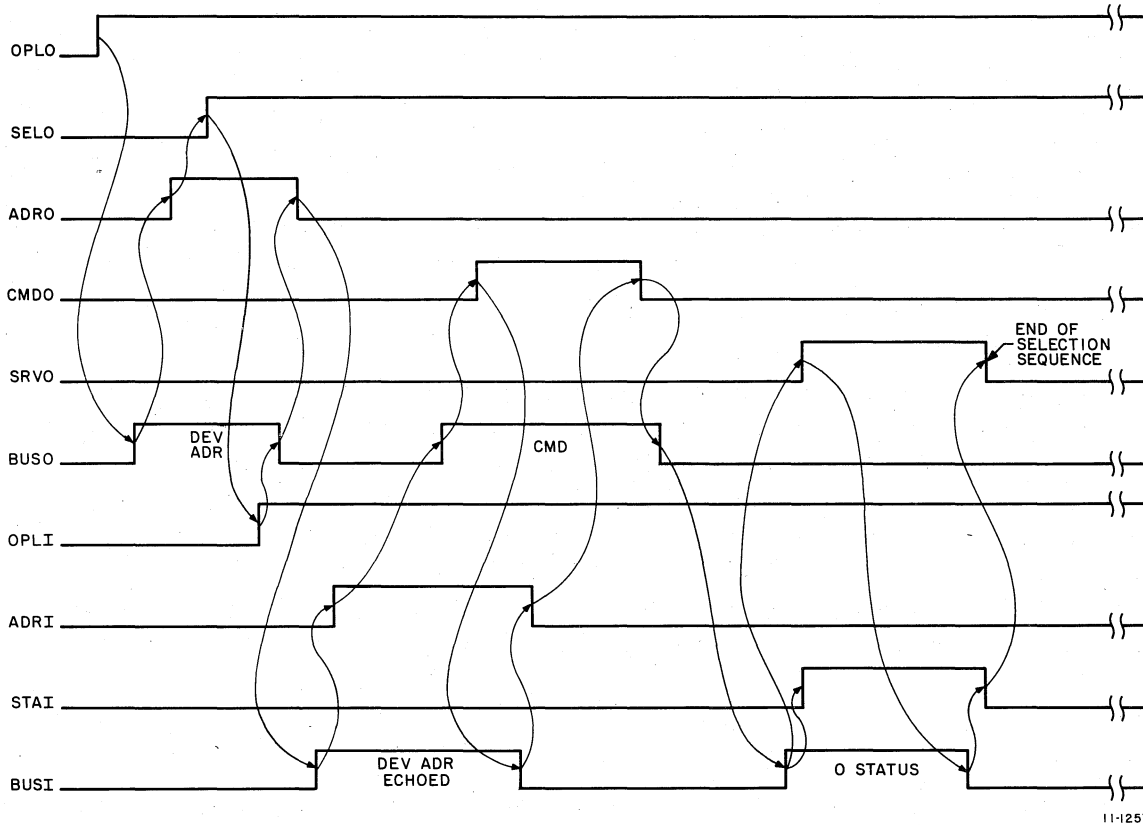 OPLO
SELO
ADRO
CMDO
SRVO
END OF
SELECTION
SEQUENCE
BUSO
DEV
ADR
CMD
OPLI
ADRI
STAI
BUSI
DEV ADR
ECHOED
O STATUS
11-125